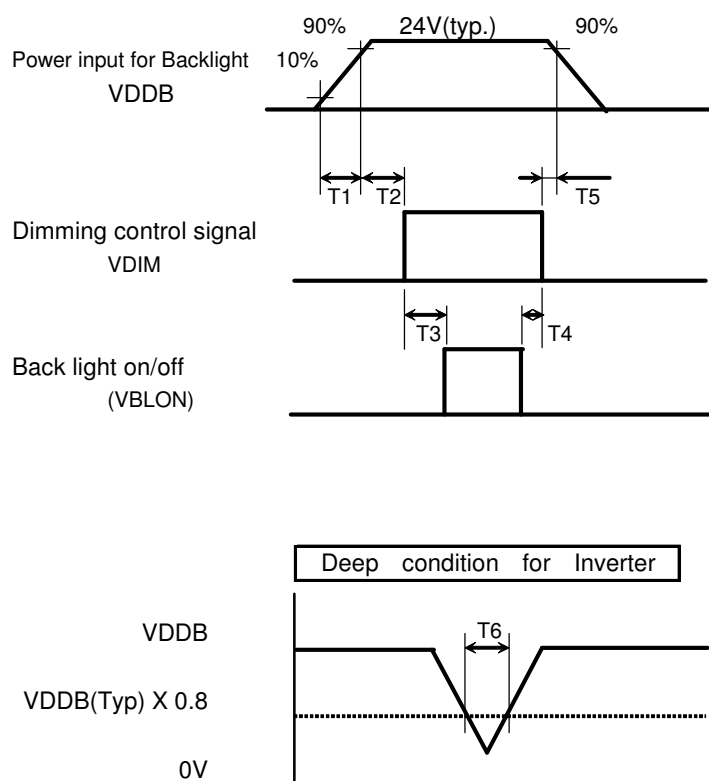 90%
24V(typ.)
90%
Power input for Backlight
10%
VDDB
T1
T2
T5
Dimming control signal
VDIM
T3
T4
Back light on/off
(VBLON)
Deep condition for Inverter
VDDB
T6
VDDB(Typ) X 0.8
0V